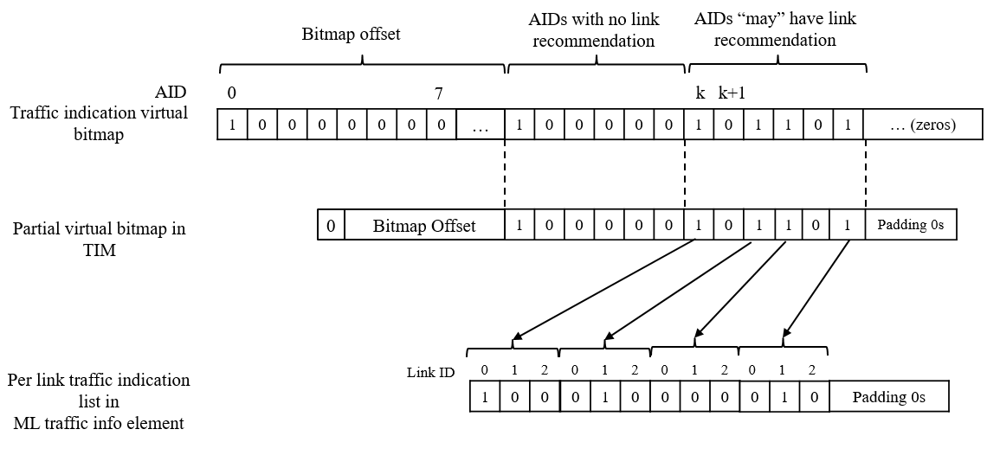 Bitmap offset
AIDs with no link
recommendation
AIDs “may” have link
recommendation
AID
0 7 k k+1
Traffic indication virtual
bitmap
1 0 0 0 0 0 0 0 … 1 0 0 0 0 0 1 0 1 1 0 1 … (zeros)
Partial virtual bitmap in
TIM
0 Bitmap Offset 1 0 0 0 0 0 1 0 1 1 0 1 Padding 0s
Link ID 0 1 2 0 1 2 0 1 2 0 1 2
Per link traffic indication
list in
ML traffic info element
1 0 0 0 1 0 0 0 0 0 1 0 Padding 0s